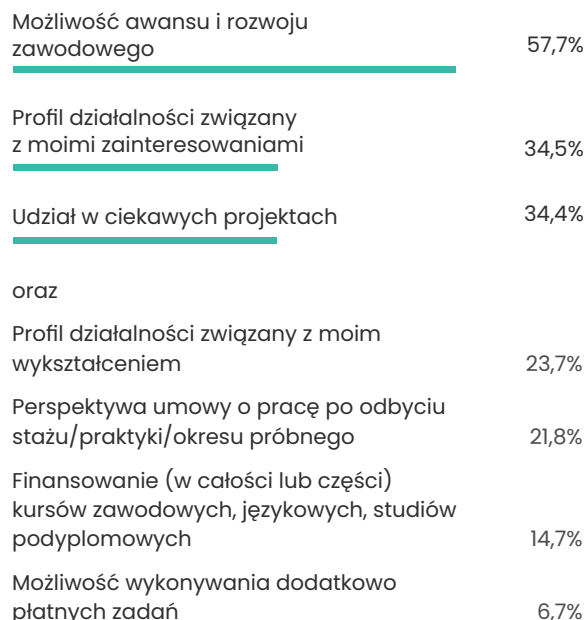 Możliwość awansu i rozwoju
zawodowego
57,7%
Profil działalności związany
z moimi zainteresowaniami
34,5%
Udział w ciekawych projektach
34,4%
oraz
Profil działalności związany z moim
wykształceniem
23,7%
Perspektywa umowy o pracę po odbyciu
stażu/praktyki/okresu próbnego
21,8%
Finansowanie (w całości lub części)
kursów zawodowych, językowych, studiów
podyplomowych
14,7%
Możliwość wykonywania dodatkowo
płatnych zadań
6,7%